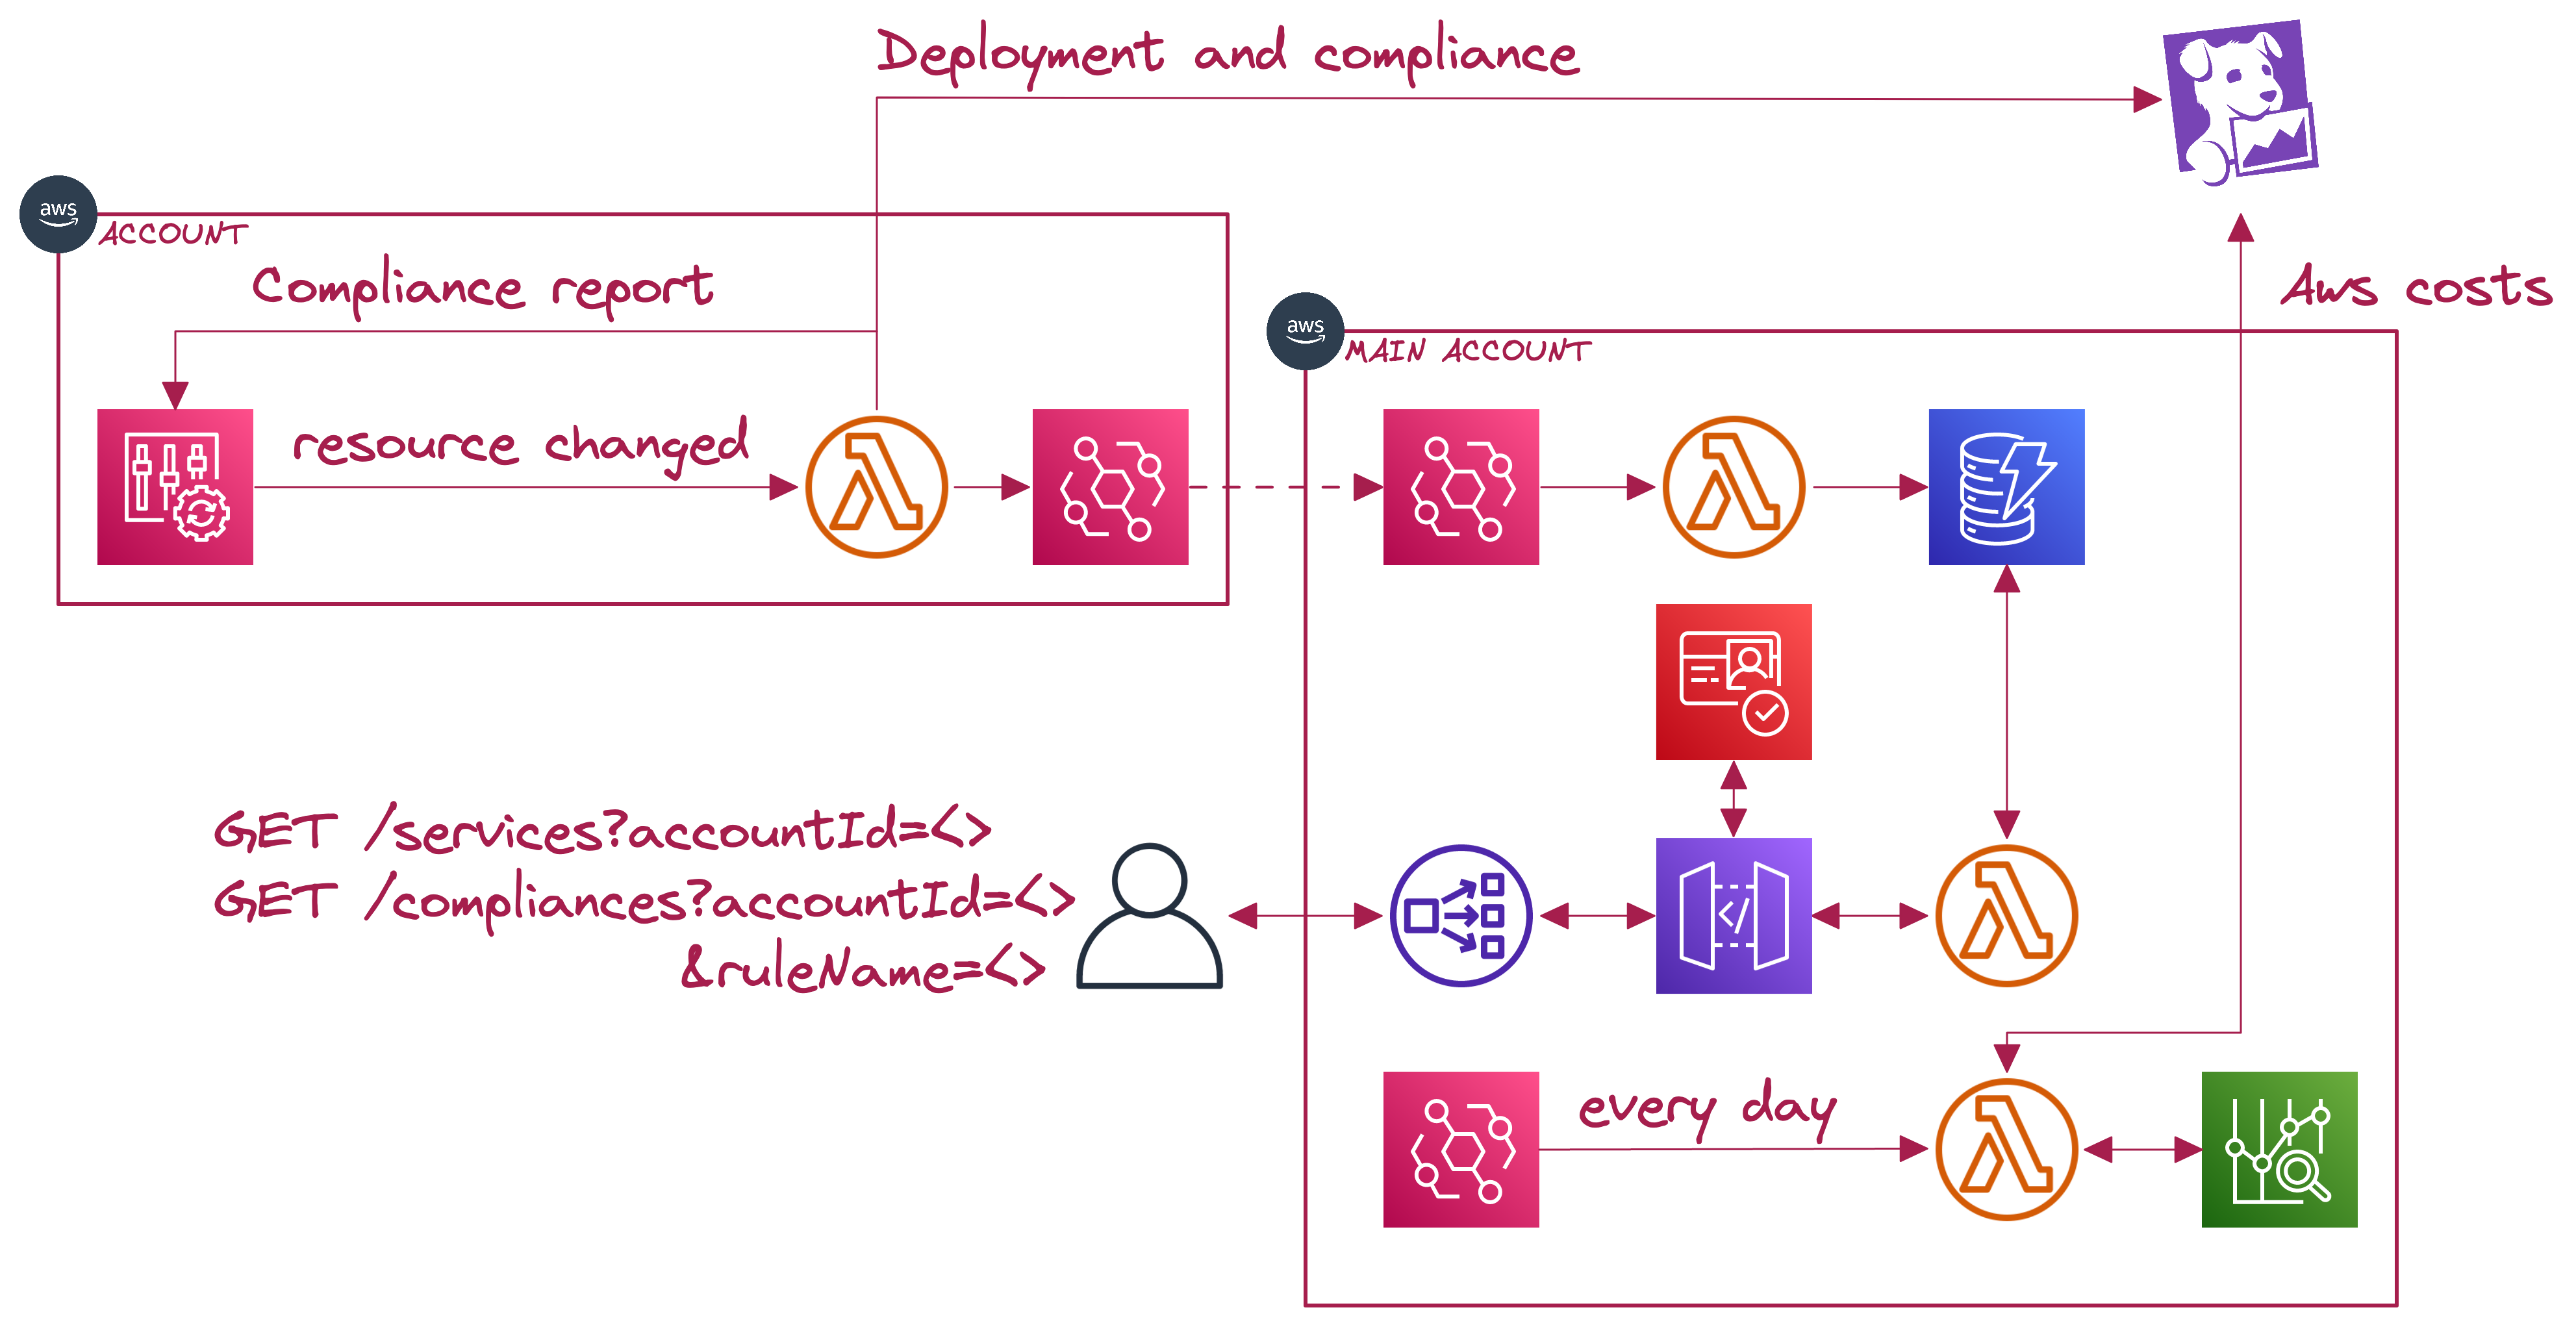 Deployment and compliance
aws
ACCOUNT
Compliance report
Aws costs
aws
MAIN ACCOUNT
resource changed
GET /services?accountId=<>
GET /compliances?accountId=<>
&ruleName=<>
</>
every day